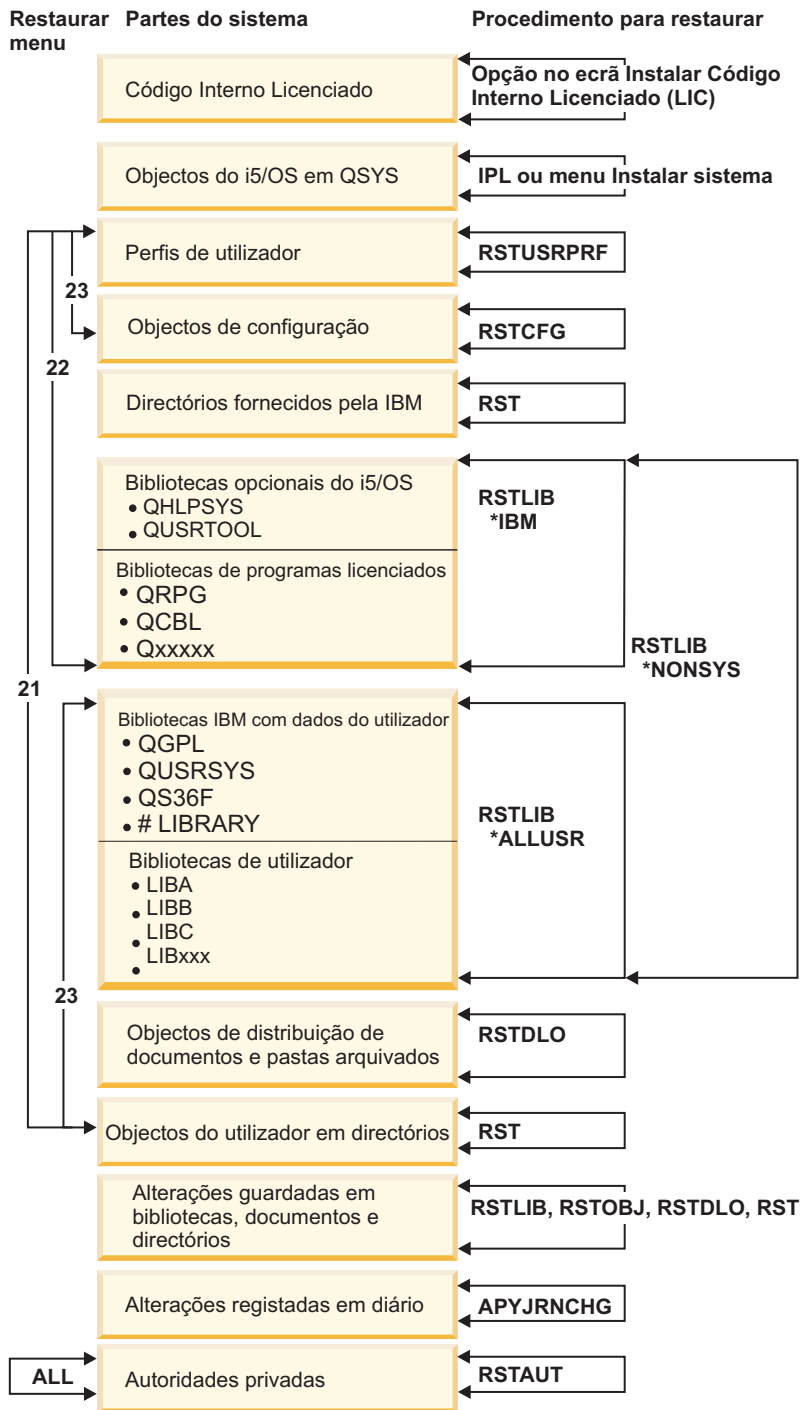 Restaurar menu
Partes do sistema
Procedimento para restaurar
Código Interno Licenciado
Opção no ecrã Instalar Código
Interno Licenciado (LIC)
Objectos do i5/OS em QSYS
IPL ou menu Instalar sistema
Perfis de utilizador
RSTUSRPRF
23
Objectos de configuração
RSTCFG
22
Directórios fornecidos pela IBM
RST
Bibliotecas opcionais do i5/OS
• QHLPSYS
• QUSRTOOL
RSTLIB
*IBM
Bibliotecas de programas licenciados
• QRPG
• QCBL
• Qxxxxx
RSTLIB
*NONSYS
21
Bibliotecas IBM com dados do utilizador
• QGPL
• QUSRSYS
• QS36F
• # LIBRARY
RSTLIB
*ALLUSR
Bibliotecas de utilizador
• LIBA
• LIBB
• LIBC
LIBxxx
•
23
Objectos de distribuição de
documentos e pastas arquivados
RSTDLO
Objectos do utilizador em directórios
RST
Alterações guardadas em
bibliotecas, documentos e
directórios
RSTLIB, RSTOBJ, RSTDLO, RST
Alterações registadas em diário
APYJRNCHG
ALL
Autoridades privadas
RSTAUT